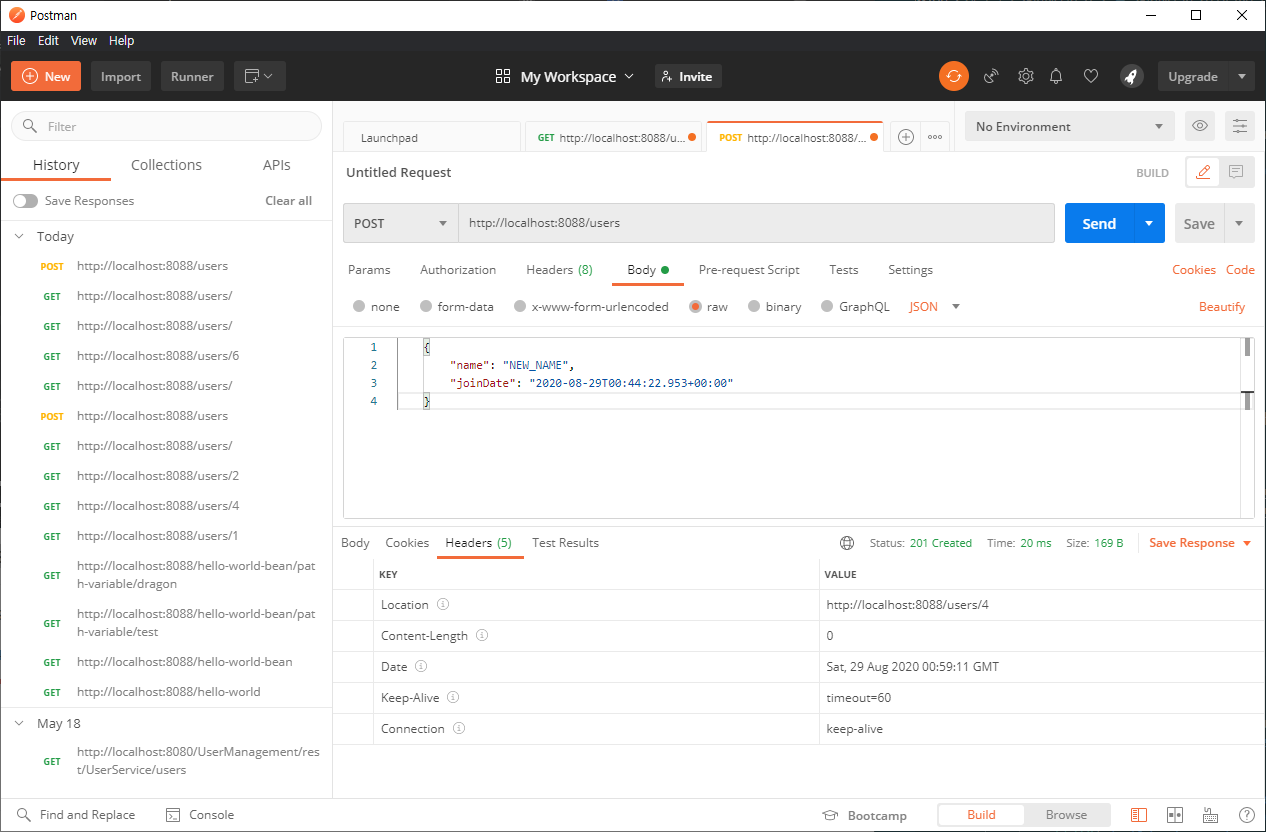 Postman
File Edit View Help
New Import Runner My Workspace Invite Upgrade
Filter
History Collections APIs
Save Responses Clear all
Today
POST http://localhost:8088/users
GET http://localhost:8088/users/
GET http://localhost:8088/users/
GET http://localhost:8088/users/6
GET http://localhost:8088/users/
POST http://localhost:8088/users
GET http://localhost:8088/users/
GET http://localhost:8088/users/2
GET http://localhost:8088/users/4
GET http://localhost:8088/users/1
GET http://localhost:8088/hello-world-bean/pat
h-variable/dragon
GET http://localhost:8088/hello-world-bean/pat
h-variable/test
GET http://localhost:8088/hello-world-bean
GET http://localhost:8088/hello-world
May 18
GET http://localhost:8080/UserManagement/res
t/UserService/users
Launchpad GET http://localhost:8088/u... POST http://localhost:8088/... No Environment
Untitled Request BUILD
POST http://localhost:8088/users Send Save
Params Authorization Headers (8) Body Pre-request Script Tests Settings Cookies Code
none form-data x-www-form-urlencoded raw binary GraphQL JSON Beautify
1 {
2 "name": "NEW_NAME",
3 "joinDate": "2020-08-29T00:44:22.953+00:00"
4 }
Body Cookies Headers (5) Test Results Status: 201 Created Time: 20 ms Size: 169 B Save Response
KEY VALUE
Location http://localhost:8088/users/4
Content-Length 0
Date Sat, 29 Aug 2020 00:59:11 GMT
Keep-Alive timeout=60
Connection keep-alive
Find and Replace Console Bootcamp Build Browse